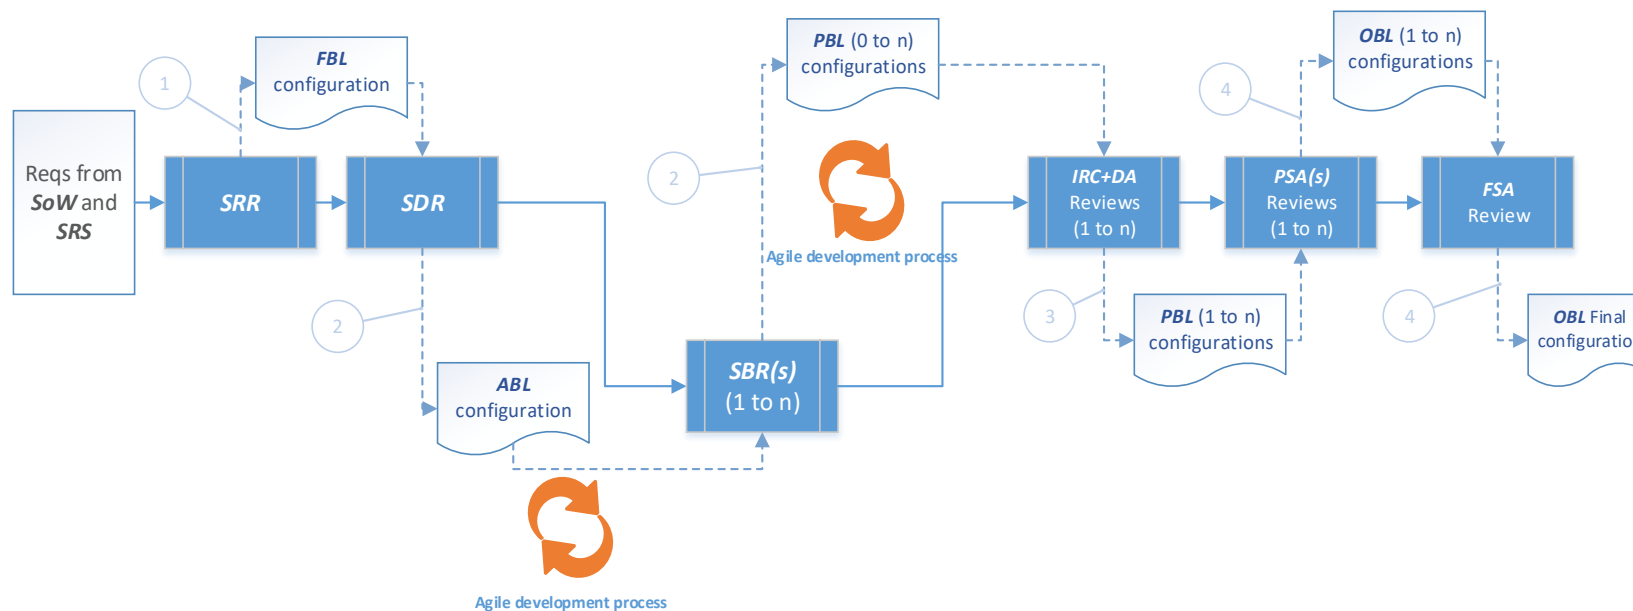 1
FBL
configuration
PBL (0 to n)
configurations
OBL (1 to n)
configurations
4
Reqs from
SoW and
SRS
SRR
SDR
2
Agile development process
IRC+DA
Reviews
(1 to n)
PSA(s)
Reviews
(1 to n)
FSA
Review
2
ABL
configuration
SBR(s)
(1 to n)
3
PBL (1 to n)
configurations
4
OBL Final
configuratio
Agile development process